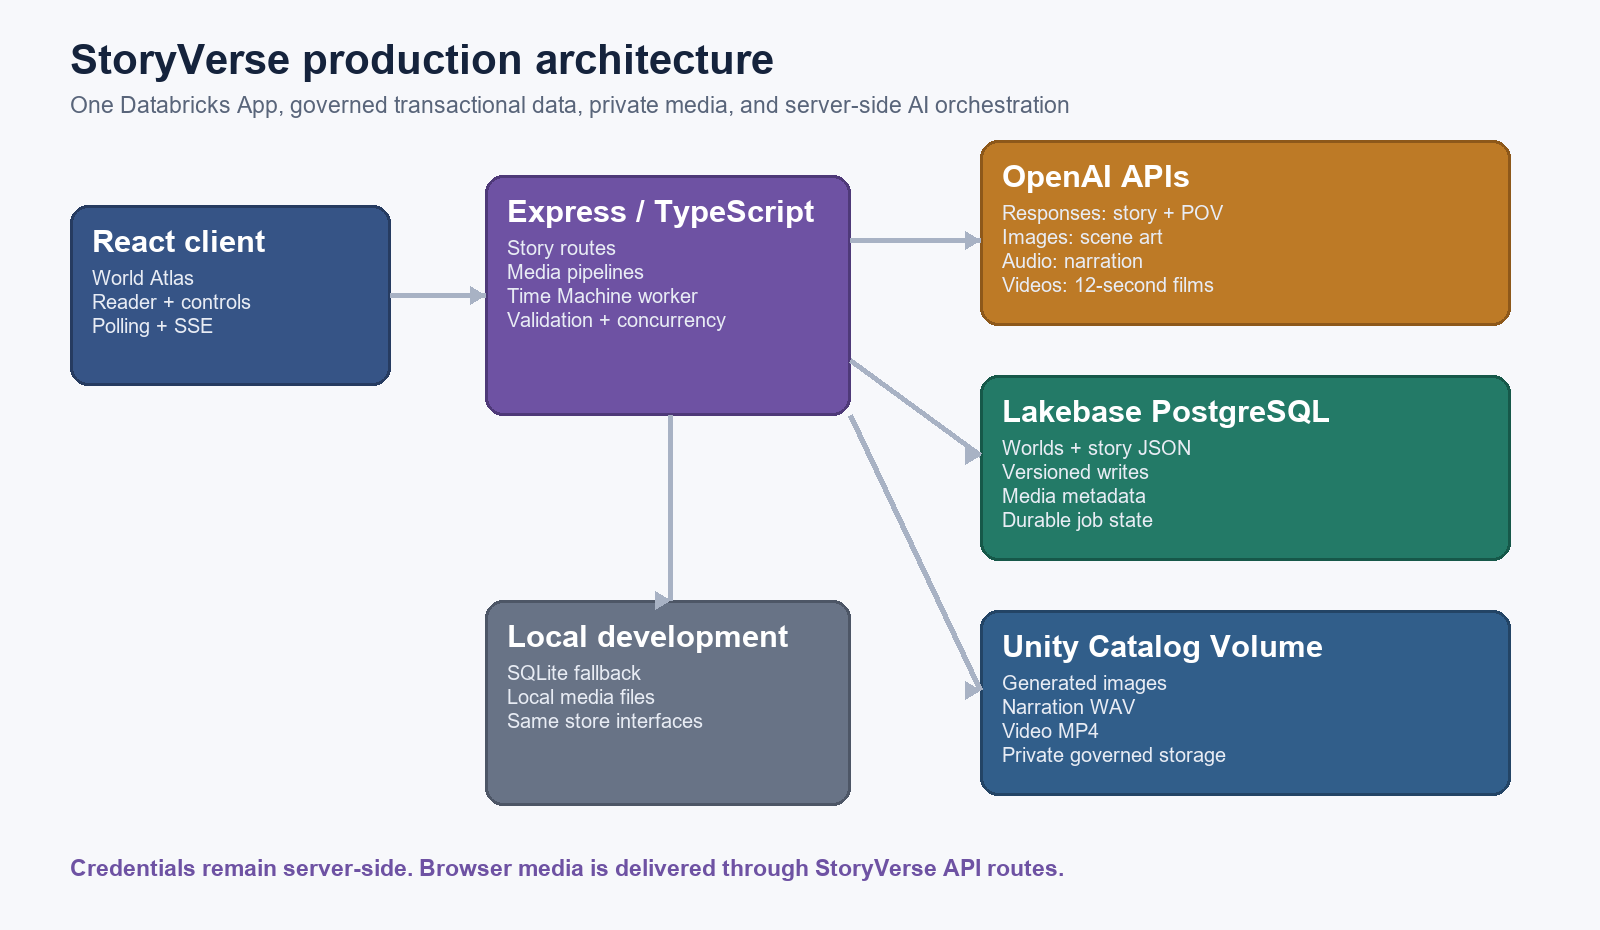 StoryVerse production architecture
One Databricks App, governed transactional data, private media, and server-side AI orchestration
React client
World Atlas
Reader + controls
Polling + SSE
Express / TypeScript
Story routes
Media pipelines
Time Machine worker
Validation + concurrency
OpenAI APIs
Responses: story + POV
Images: scene art
Audio: narration
Videos: 12-second films
Lakebase PostgreSQL
Worlds + story JSON
Versioned writes
Media metadata
Durable job state
Local development
SQLite fallback
Local media files
Same store interfaces
Unity Catalog Volume
Generated images
Narration WAV
Video MP4
Private governed storage
Credentials remain server-side. Browser media is delivered through StoryVerse API routes.